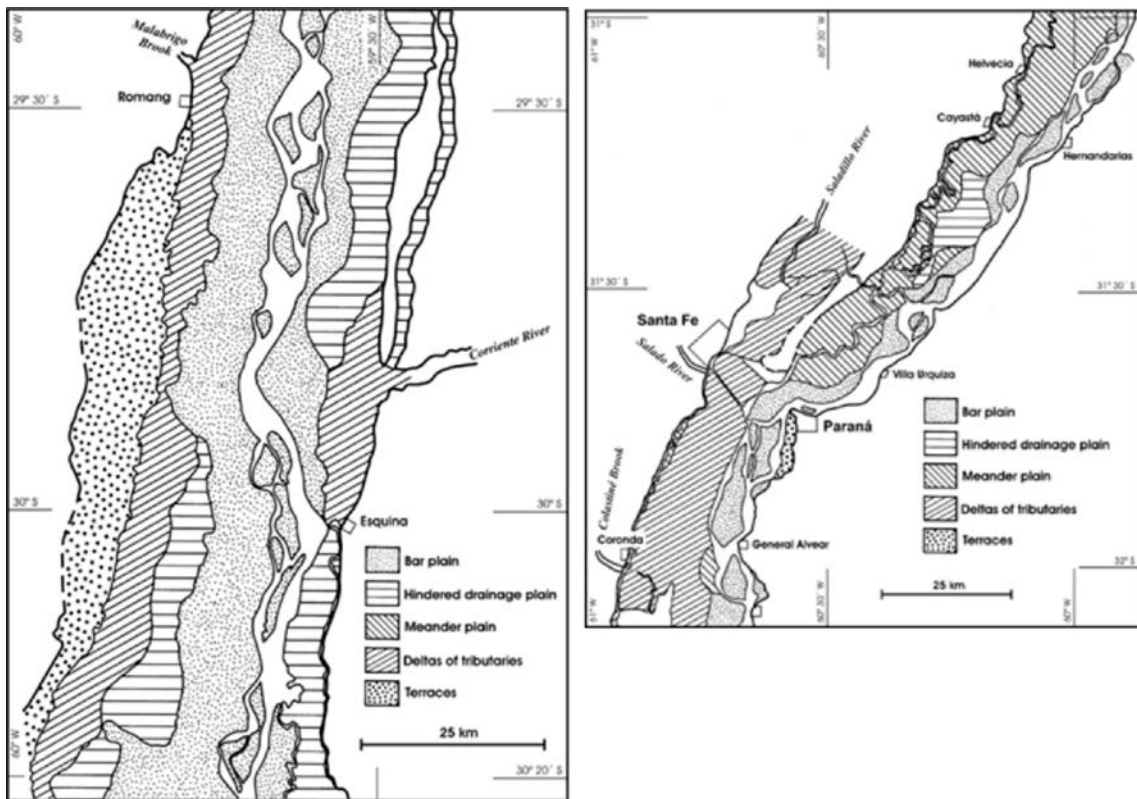 60° W
Malabrigo
Brook
59° 30' W
Romang
29° 30' S
29° 30' S
Corriente River
30° S
30° S
Esquina
Bar plain
Hindered drainage plain
Meander plain
Deltas of tributaries
Terraces
25 km
60° W
30° 20' S
31° S
31° S
61° W
60° 30' W
Helvecia
Cayastá
Hernandarias
Saladillo River
31° 30' S
31° 30' S
Santa Fe
Salado River
Villa Urquiza
Paraná
Bar plain
Hindered drainage plain
Meander plain
Deltas of tributaries
Terraces
Colastiné Brook
Coronda
General Alvear
25 km
32° S
61° W
60° 30' W
60° W